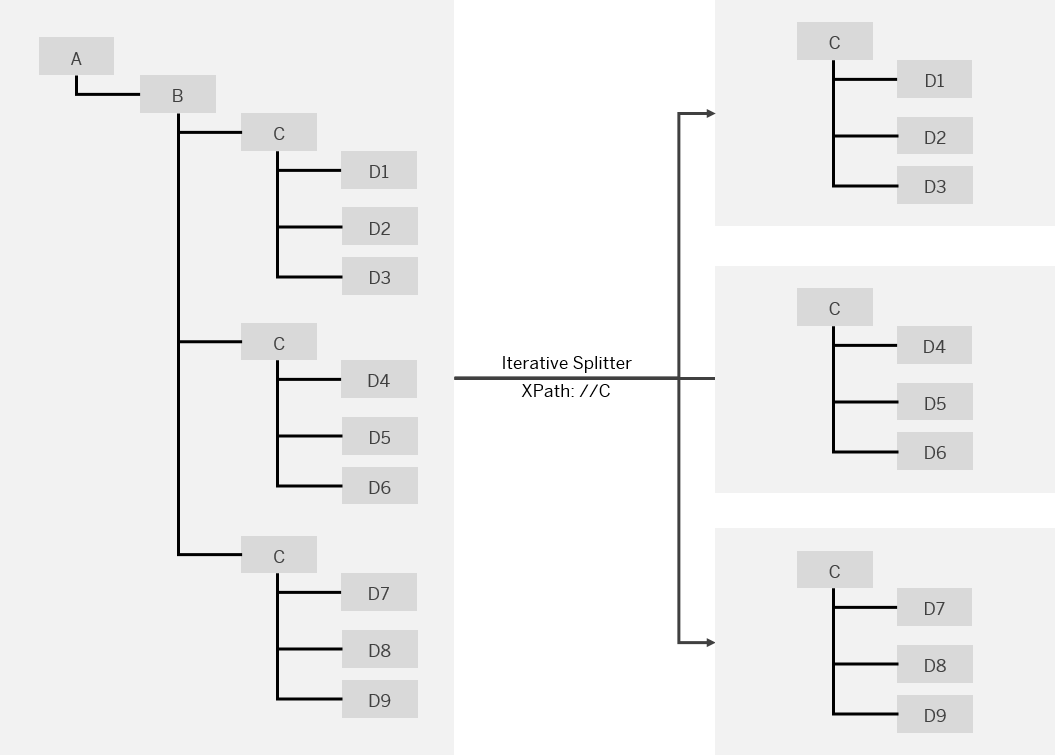 A
B
C
D1
D2
D3
C
D4
D5
D6
C
D7
D8
D9
Iterative Splitter
XPath: //C
C
D1
D2
D3
C
D4
D5
D6
C
D7
D8
D9